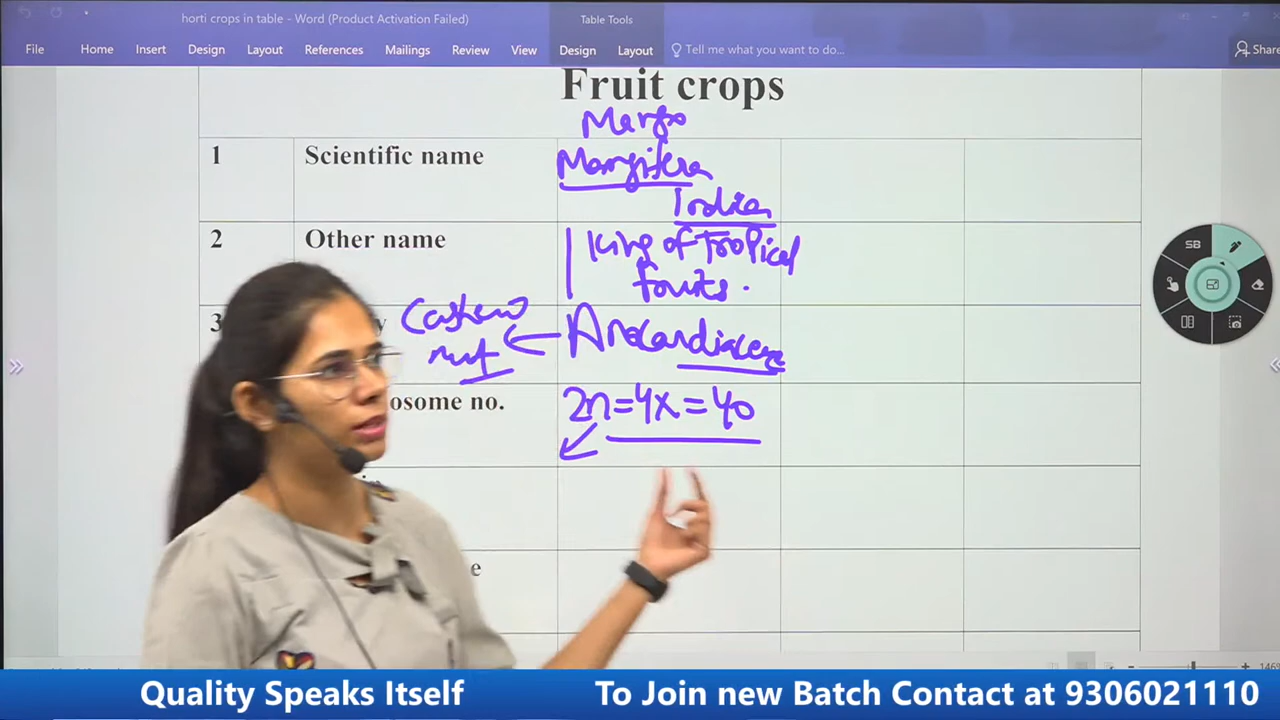 horti crops in table - Word (Product Activation Failed)
Table Tools
File Home Insert Design Layout References Mailings Review View Design Layout Tell me what you want to do... Share
Fruit crops
Mango
1 Scientific name Mangifera
Indica
2 Other name King of Tropical
fruits.
3 Anacardiaceae
Cashew
nut
osome no. 2n=4x=40
e
SB
146%
Quality Speaks Itself To Join new Batch Contact at 9306021110